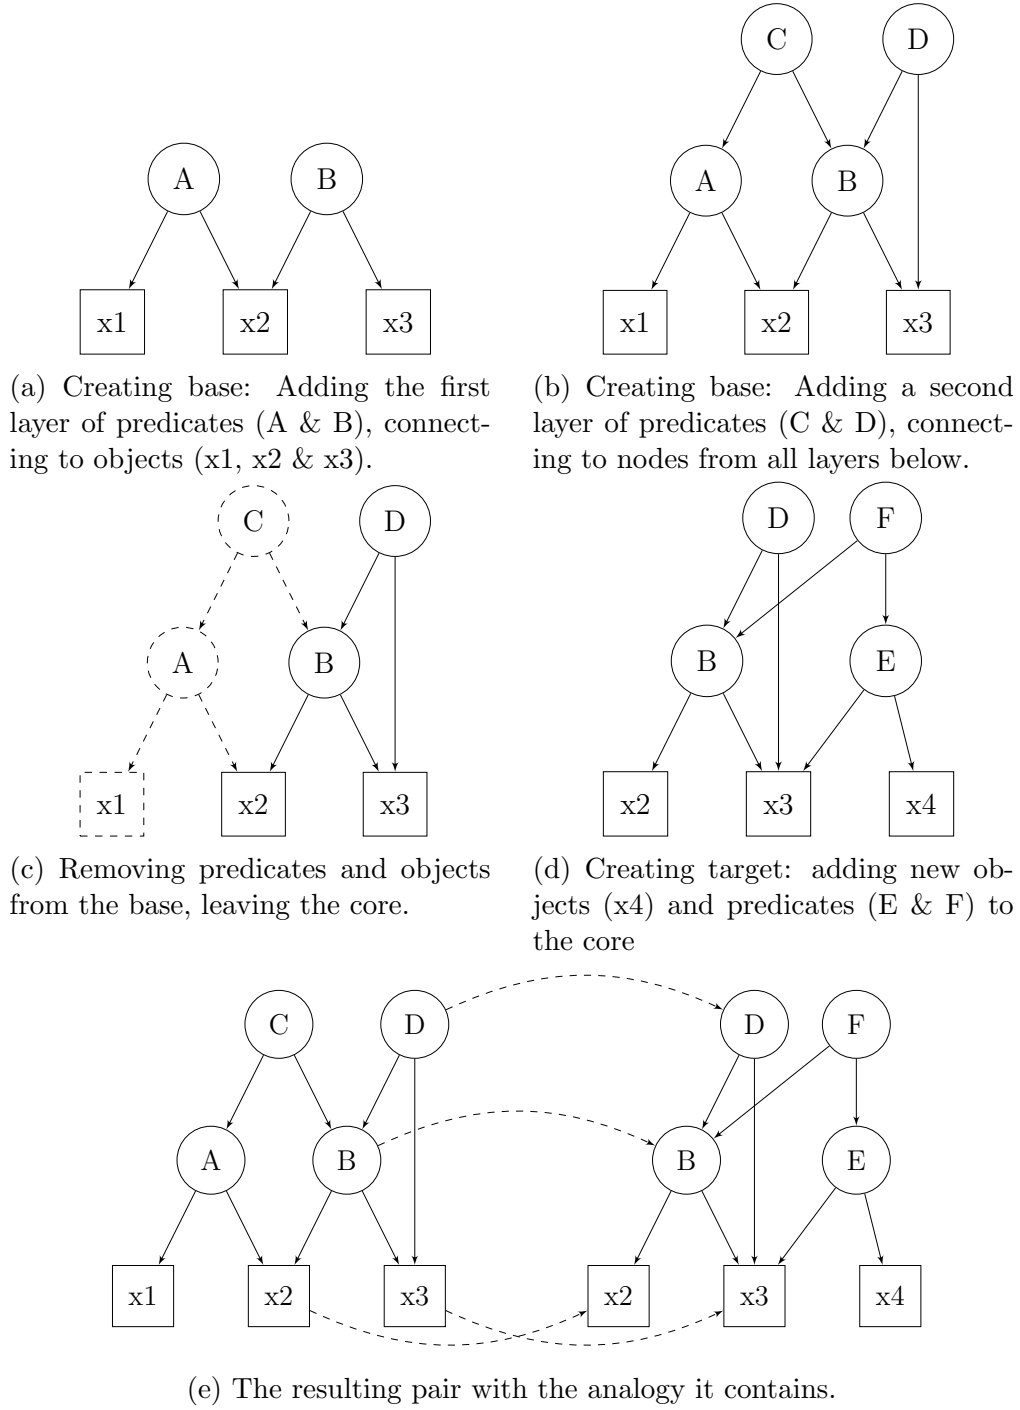 C D
A B
x1 x2 x3
(a) Creating base: Adding the first
layer of predicates (A & B), connect-
ing to objects (x1, x2 & x3).
A B
x1 x2 x3
(b) Creating base: Adding a second
layer of predicates (C & D), connect-
ing to nodes from all layers below.
C D
A B
x1 x2 x3
(c) Removing predicates and objects
from the base, leaving the core.
D F
B E
x2 x3 x4
(d) Creating target: adding new ob-
jects (x4) and predicates (E & F) to
the core
C D D F
A B B E
x1 x2 x3 x2 x3 x4
(e) The resulting pair with the analogy it contains.